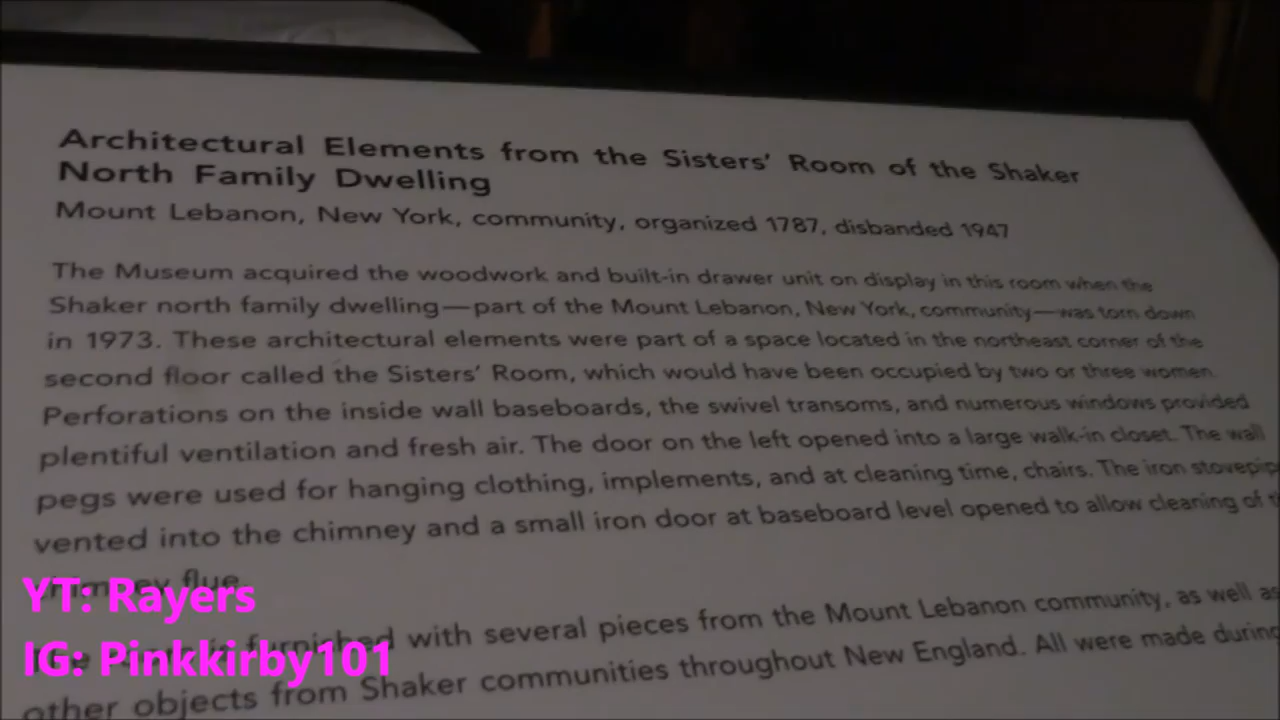 Architectural Elements from the Sisters' Room of the Shaker
North Family Dwelling
Mount Lebanon, New York, community, organized 1787, disbanded 1947
The Museum acquired the woodwork and built-in drawer unit on display in this room when the
Shaker north family dwelling—part of the Mount Lebanon, New York, community—was torn down
in 1973. These architectural elements were part of a space located in the northeast corner of the
second floor called the Sisters' Room, which would have been occupied by two or three women.
Perforations on the inside wall baseboards, the swivel transoms, and numerous windows provided
plentiful ventilation and fresh air. The door on the left opened into a large walk-in closet. The wall
pegs were used for hanging clothing, implements, and at cleaning time, chairs. The iron stovepip
vented into the chimney and a small iron door at baseboard level opened to allow cleaning of t
chimney flue.
furnished with several pieces from the Mount Lebanon community, as well as
other objects from Shaker communities throughout New England. All were made during
YT: Rayers
IG: Pinkkirby101